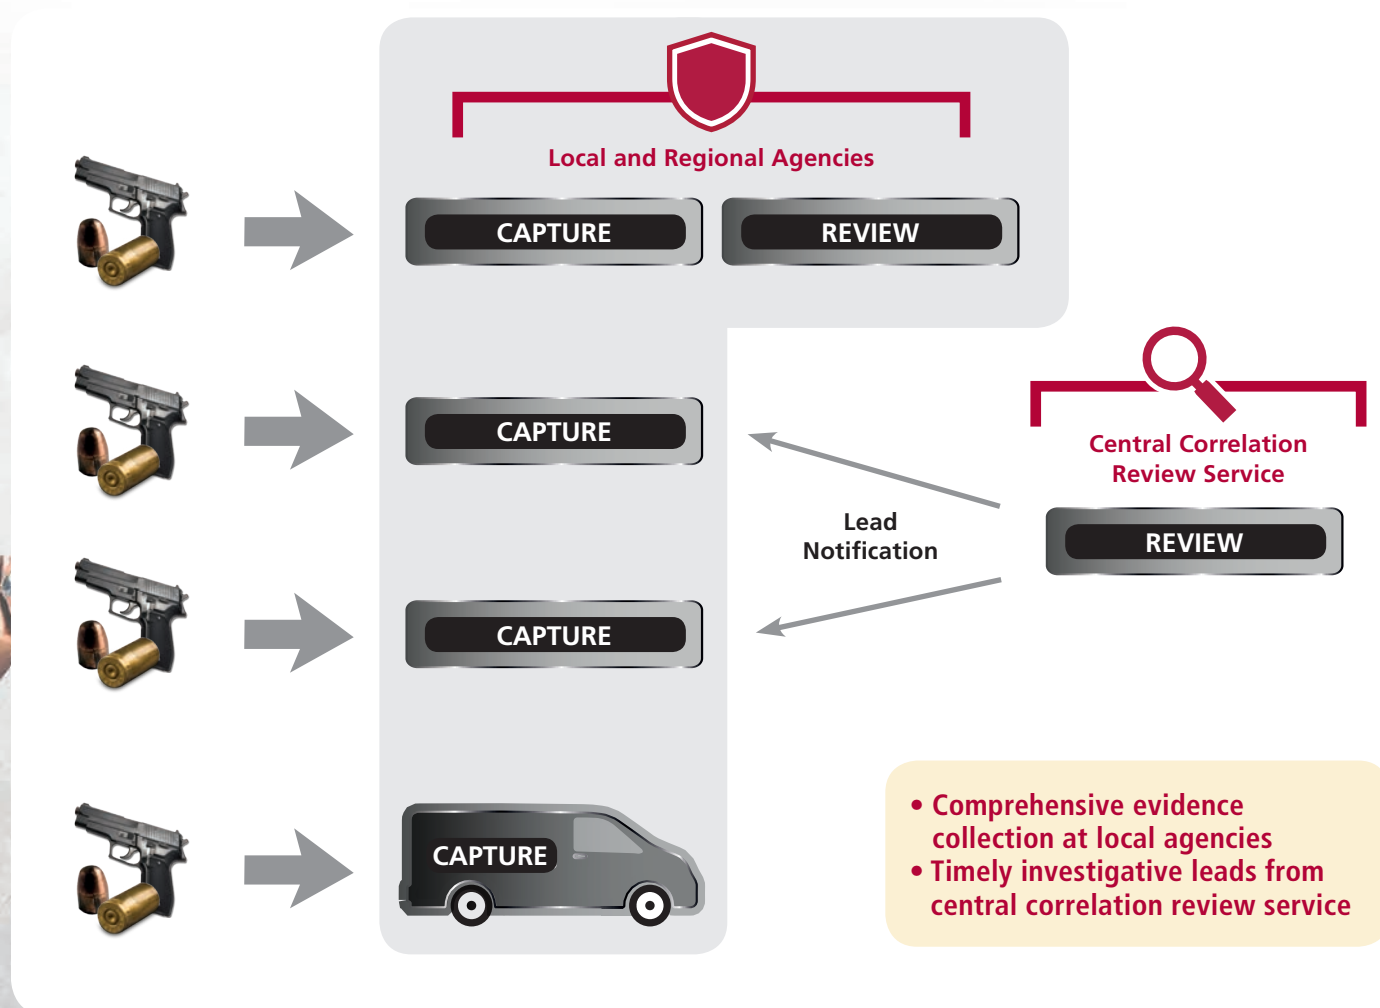 Local and Regional Agencies
CAPTURE
REVIEW
CAPTURE
Central Correlation
Review Service
Lead
Notification
REVIEW
CAPTURE
CAPTURE
• Comprehensive evidence
collection at local agencies
• Timely investigative leads from
central correlation review service